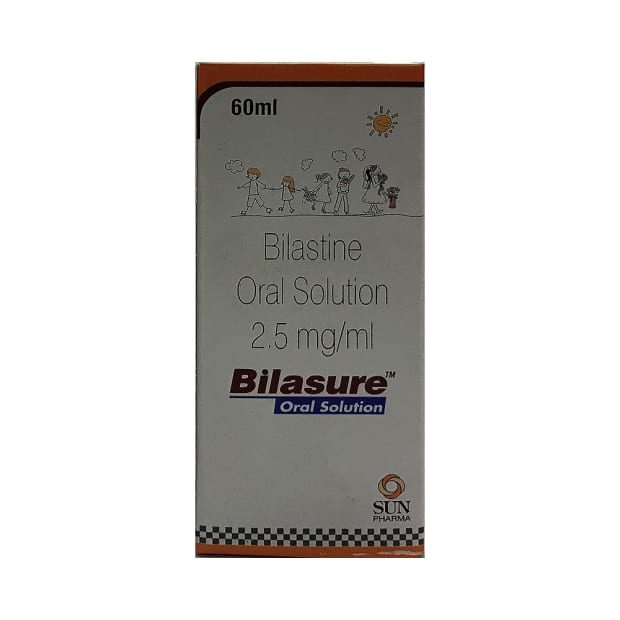 60ml
Bilastine
Oral Solution
2.5 mg/ml
Bilasure™
Oral Solution
SUN
PHARMA